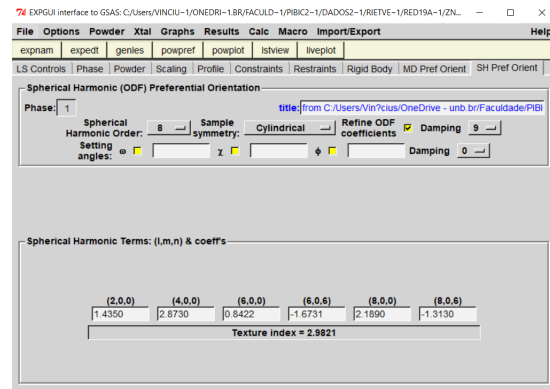 EXPGUI interface to GSAS: C:/Users/VINCIU~1/ONEDRI~1.BR/FACULD~1/PIBIC2~1/DADOS2~1/RIETVE~1/RED19A~1/ZN...
File Options Powder Xtal Graphs Results Calc Macro Import/Export Help
expnam expedt genles powpref powplot lstview liveplot
LS Controls Phase Powder Scaling Profile Constraints Restraints Rigid Body MD Pref Orient SH Pref Orient
Spherical Harmonic (ODF) Preferential Orientation
Phase: 1 title: from C:/Users/Vin?cius/OneDrive - unb.br/Faculdade/PIBI
Spherical Harmonic Order: 8 Sample symmetry: Cylindrical Refine ODF coefficients Damping 9
Setting angles: ω χ ϕ Damping 0
Spherical Harmonic Terms: (l,m,n) & coeff's
(2,0,0) (4,0,0) (6,0,0) (6,0,6) (8,0,0) (8,0,6)
1.4350 2.8730 0.8422 -1.6731 2.1890 -1.3130
Texture index = 2.9821